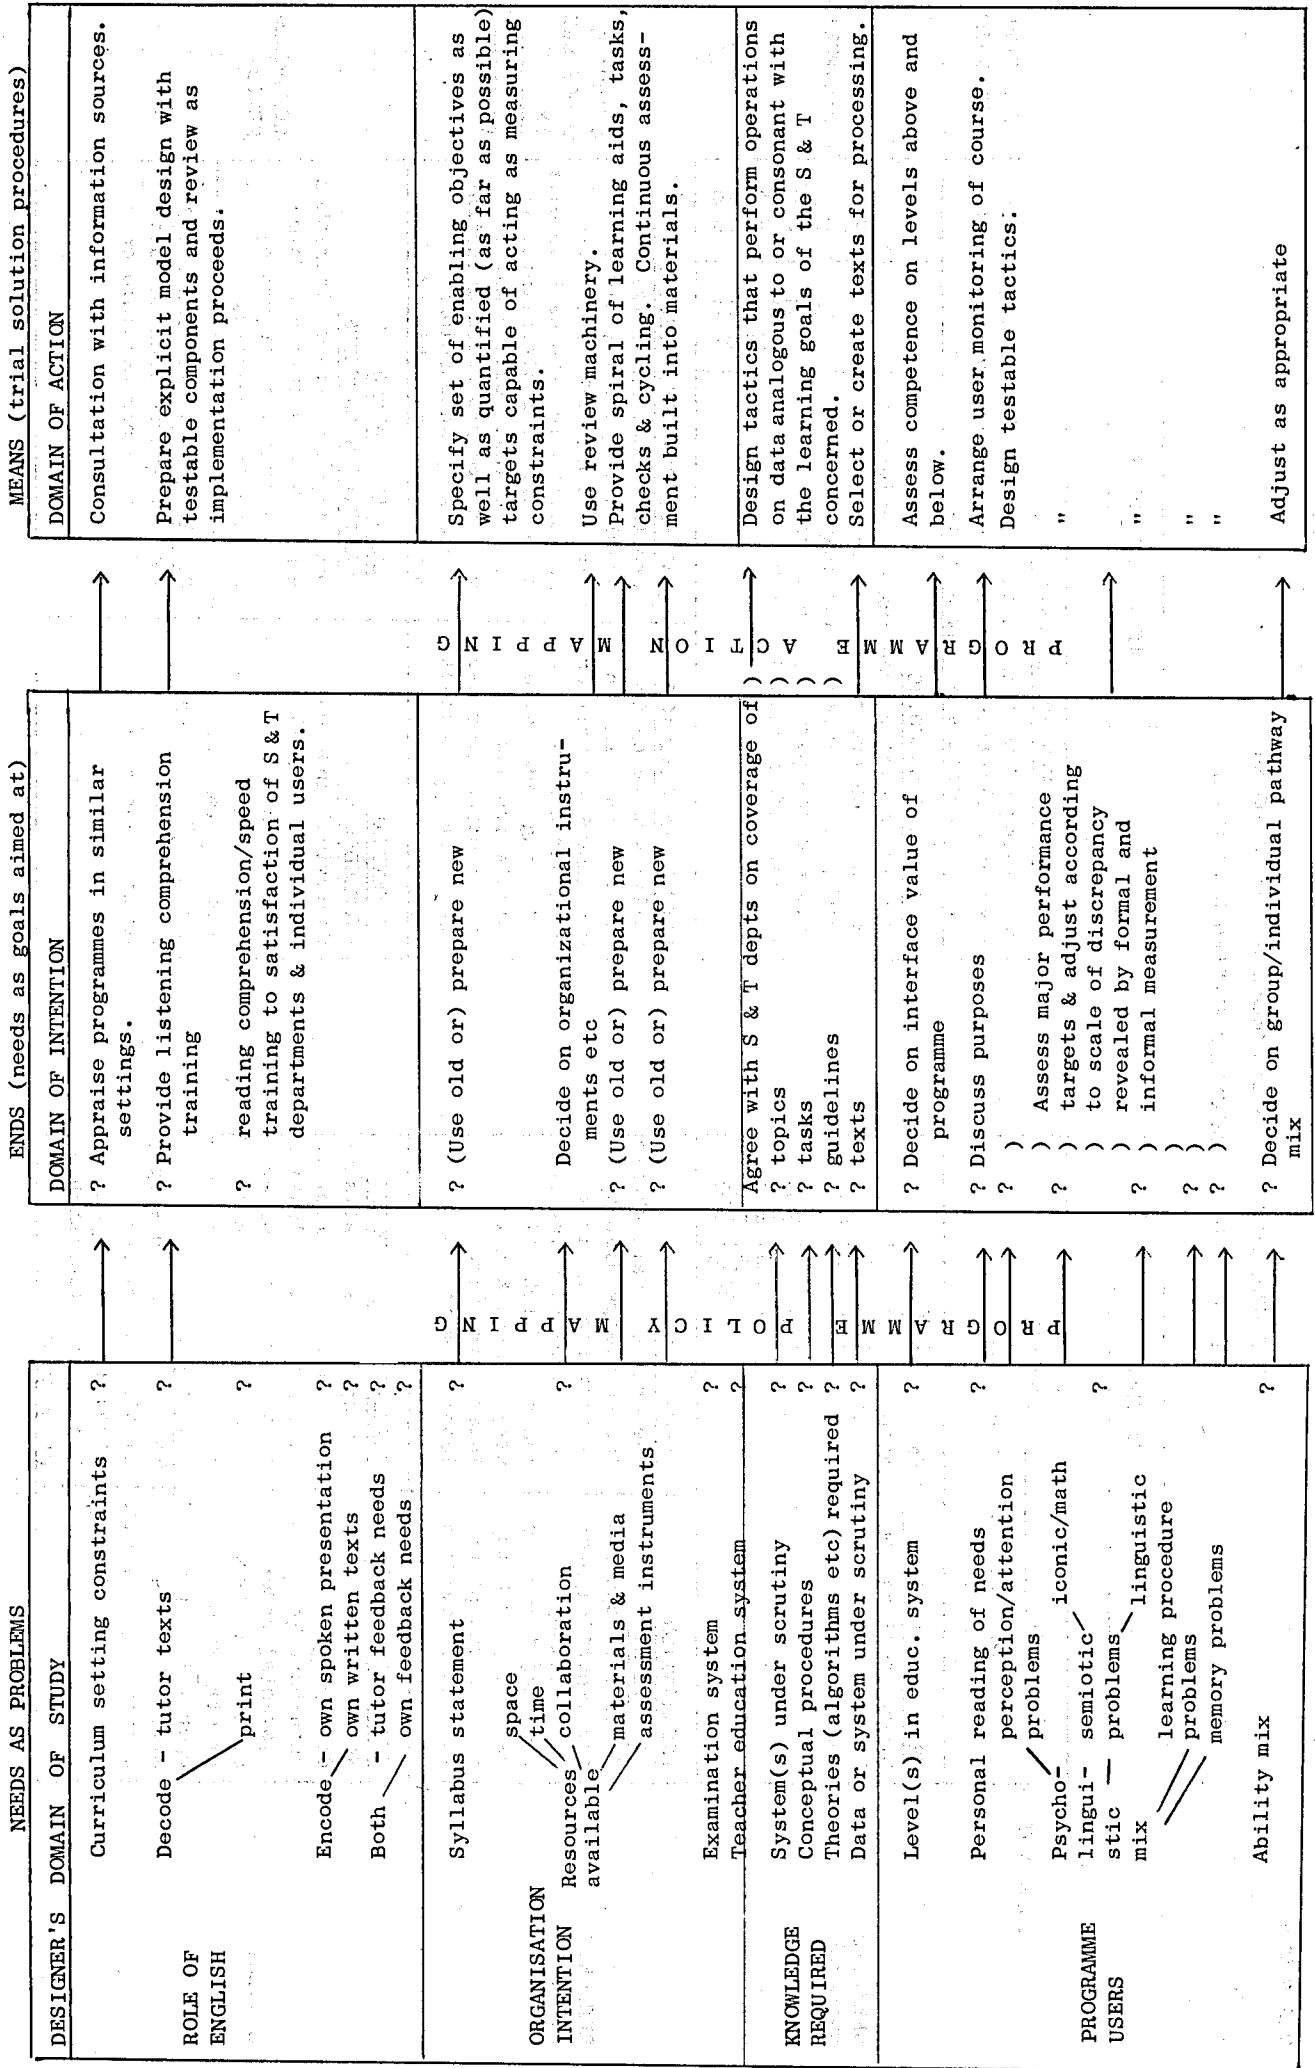 NEEDS AS PROBLEMS
DESIGNER'S DOMAIN OF STUDY
ROLE OF
ENGLISH
Curriculum setting constraints ?
Decode - tutor texts ?
print ?
Encode - own spoken presentation ?
own written texts ?
Both - tutor feedback needs ?
own feedback needs ?
ORGANISATION
INTENTION
Syllabus statement ?
Resources
available
space
time
collaboration ?
materials & media
assessment instruments
Examination system ?
Teacher education system ?
KNOWLEDGE
REQUIRED
System(s) under scrutiny ?
Conceptual procedures ?
Theories (algorithms etc) required ?
Data or system under scrutiny ?
PROGRAMME
USERS
Level(s) in educ. system ?
Personal reading of needs ?
Psycho-
lingui-
stic
mix
perception/attention
problems
semiotic
problems
iconic/math
linguistic
?
learning procedure
problems
memory problems
Ability mix ?
PROGRAMME POLICY MAPPING
ENDS (needs as goals aimed at)
DOMAIN OF INTENTION
? Appraise programmes in similar
settings.
? Provide listening comprehension
training
? reading comprehension/speed
training to satisfaction of S & T
departments & individual users.
? (Use old or) prepare new
Decide on organizational instru-
ments etc
? (Use old or) prepare new
? (Use old or) prepare new
Agree with S & T depts on coverage of )
? topics )
? tasks )
? guidelines )
? texts
? Decide on interface value of
programme
? Discuss purposes
? )
) Assess major performance
? ) targets & adjust according
) to scale of discrepancy
) revealed by formal and
? ) informal measurement
)
? )
? )
? Decide on group/individual pathway
mix
PROGRAMME ACTION MAPPING
MEANS (trial solution procedures)
DOMAIN OF ACTION
Consultation with information sources.
Prepare explicit model design with
testable components and review as
implementation proceeds.
Specify set of enabling objectives as
well as quantified (as far as possible)
targets capable of acting as measuring
constraints.
Use review machinery.
Provide spiral of learning aids, tasks,
checks & cycling. Continuous assess-
ment built into materials.
Design tactics that perform operations
on data analogous to or consonant with
the learning goals of the S & T
concerned.
Select or create texts for processing.
Assess competence on levels above and
below.
Arrange user monitoring of course.
Design testable tactics.
"
"
"
"
Adjust as appropriate